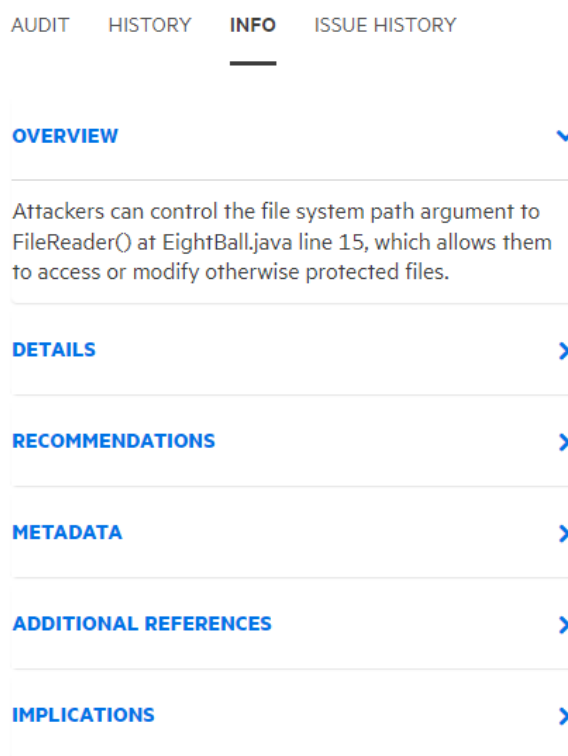 AUDIT HISTORY INFO ISSUE HISTORY
OVERVIEW
Attackers can control the file system path argument to
FileReader() at EightBall.java line 15, which allows them
to access or modify otherwise protected files.
DETAILS
RECOMMENDATIONS
METADATA
ADDITIONAL REFERENCES
IMPLICATIONS